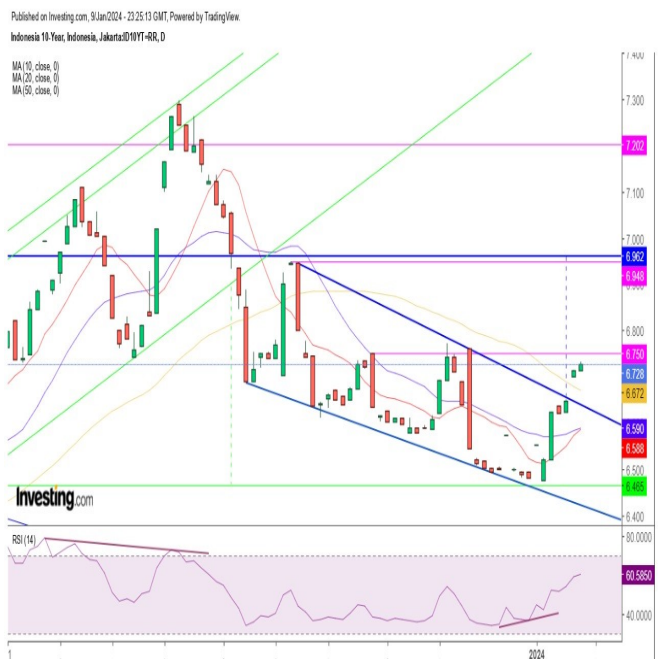 Published on Investing.com, 9/Jan/2024 - 23:25:13 GMT, Powered by TradingView.
Indonesia 10-Year, Indonesia, Jakarta:ID10YT=RR, D
MA (10, close, 0)
MA (20, close, 0)
MA (50, close, 0)
7.400
7.300
7.202
7.100
7.000
6.962
6.948
6.800
6.750
6.728
6.672
6.590
6.588
6.500
6.465
6.400
Investing.com
RSI (14)
80.0000
60.5850
40.0000
2024